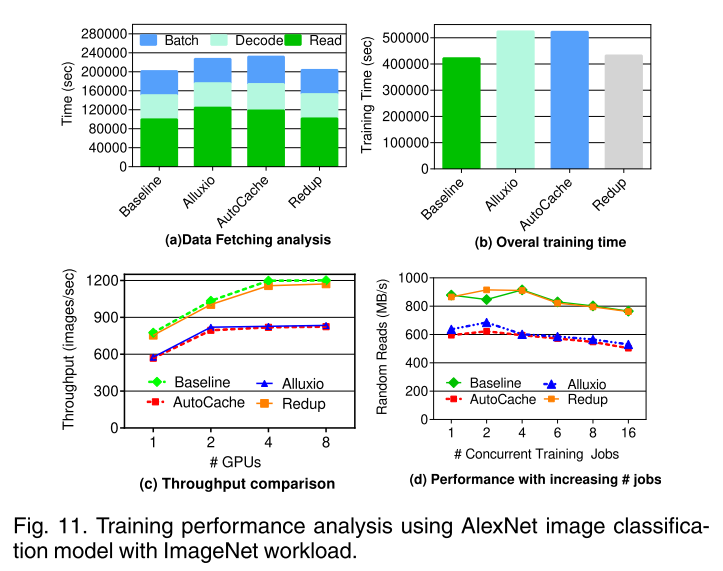 280000
240000
200000
160000
120000
80000
40000
0
Time (sec)
Batch Decode Read
Baseline
Alluxio
AutoCache
Redup
(a)Data Fetching analysis
500000
400000
300000
200000
100000
0
Training Time (sec)
Baseline
Alluxio
AutoCache
Redup
(b) Overal training time
1200
900
600
300
0
Throughput (images/sec)
Baseline Alluxio
AutoCache Redup
1 2 4 8
# GPUs
(c) Throughput comparison
1000
800
600
400
200
0
Random Reads (MB/s)
Baseline Alluxio
AutoCache Redup
1 2 4 6 8 16
# Concurrent Training Jobs
(d) Performance with increasing # jobs
Fig. 11. Training performance analysis using AlexNet image classifica-
tion model with ImageNet workload.